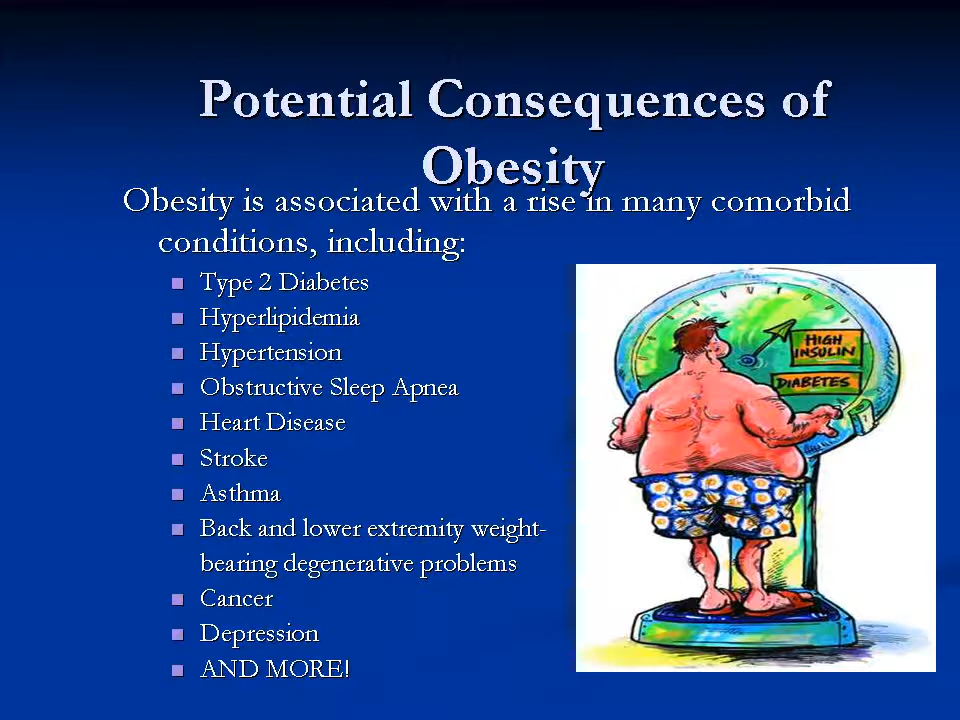 Potential Consequences of
Obesity
Obesity is associated with a rise in many comorbid
conditions, including:
Type 2 Diabetes
Hyperlipidemia
Hypertension
Obstructive Sleep Apnea
Heart Disease
Stroke
Asthma
Back and lower extremity weight-
bearing degenerative problems
Cancer
Depression
AND MORE!
HIGH
INSULIN
DIABETES